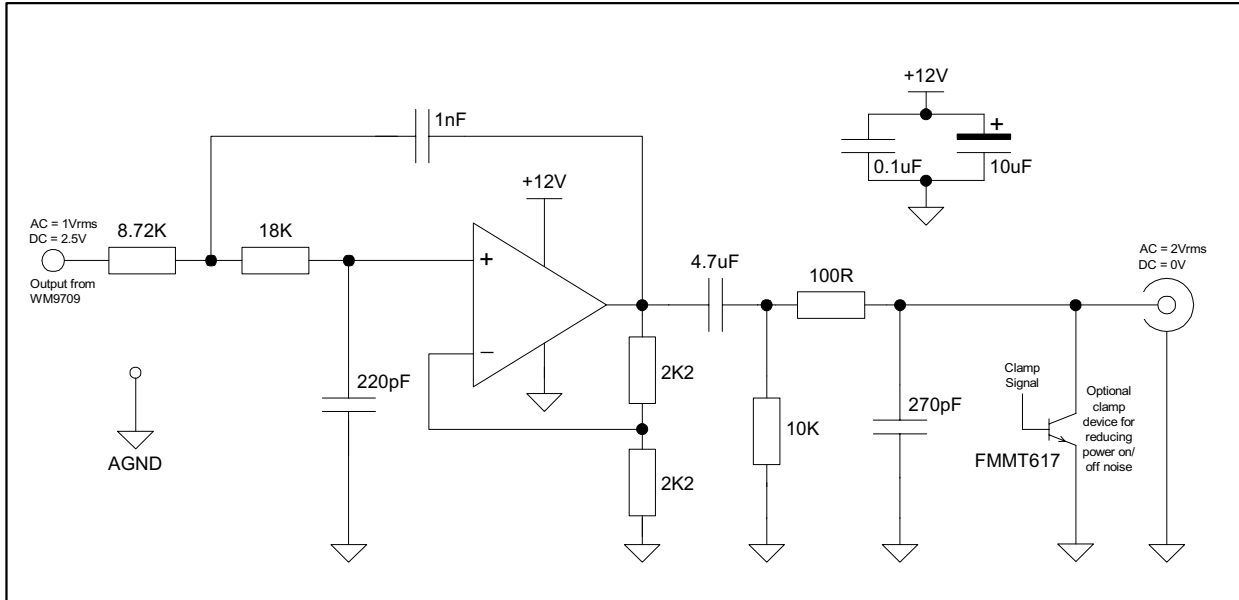 +12V
1nF
+
0.1uF
10uF
+12V
AC = 1Vrms
DC = 2.5V
8.72K
18K
Output from
WM9709
+
−
4.7uF
100R
AC = 2Vrms
DC = 0V
220pF
2K2
10K
270pF
Clamp
Signal
Optional
clamp
device for
reducing
power on/
off noise
FMMT617
AGND
2K2